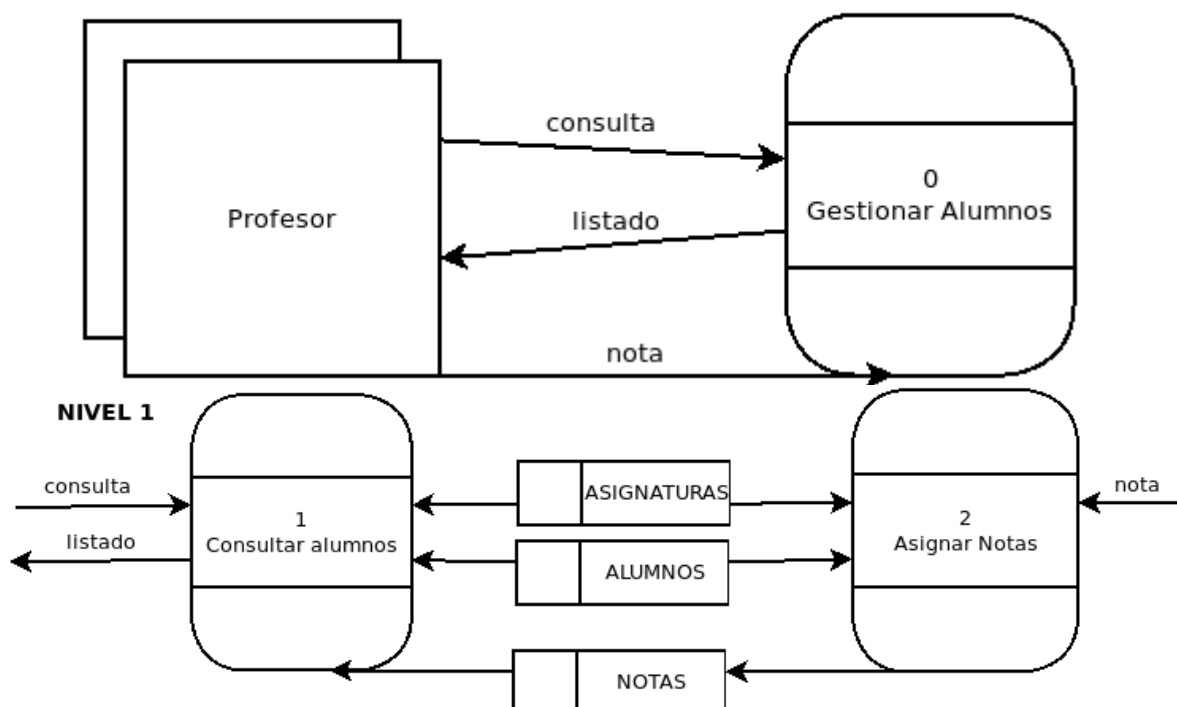 consulta
0
Gestionar Alumnos
Profesor
listado
nota
NIVEL 1
consulta
listado
1
Consultar alumnos
ASIGNATURAS
ALUMNOS
NOTAS
2
Asignar Notas
nota